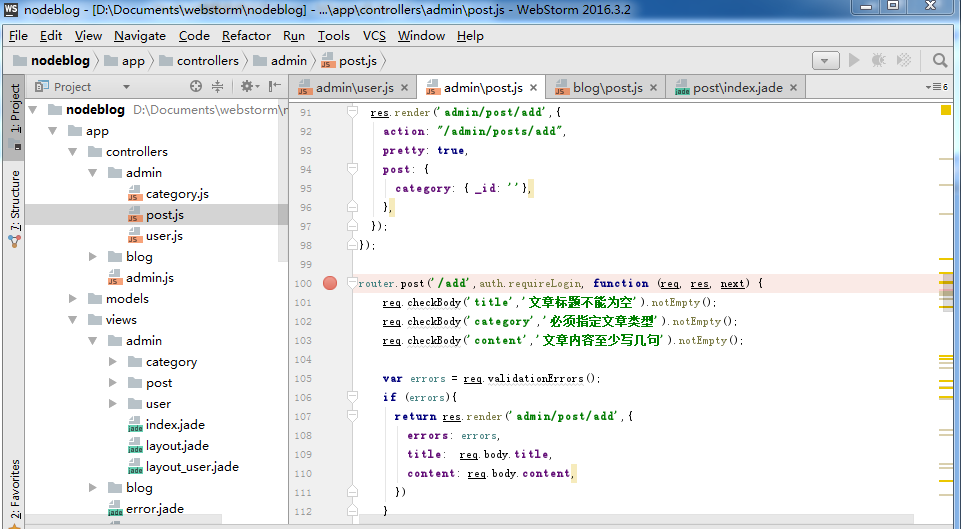 nodeblog - [D:\Documents\webstorm\nodeblog] - ...\app\controllers\admin\post.js - WebStorm 2016.3.2
File Edit View Navigate Code Refactor Run Tools VCS Window Help
nodeblog app controllers admin post.js
Project
admin\user.js admin\post.js blog\post.js post\index.jade
6
1: Project
7: Structure
2: Favorites
nodeblog D:\Documents\webstorm\
app
controllers
admin
category.js
post.js
user.js
blog
admin.js
models
views
admin
category
post
user
index.jade
layout.jade
layout_user.jade
blog
error.jade
91 res.render('admin/post/add',{
92 action: "/admin/posts/add",
93 pretty: true,
94 post: {
95 category: { _id: ''},
96 },
97 });
98 });
99
100 router.post('/add',auth.requireLogin, function (req, res, next) {
101 req.checkBody('title','文章标题不能为空').notEmpty();
102 req.checkBody('category','必须指定文章类型').notEmpty();
103 req.checkBody('content','文章内容至少写几句').notEmpty();
104
105 var errors = req.validationErrors();
106 if (errors){
107 return res.render('admin/post/add',{
108 errors: errors,
109 title: req.body.title,
110 content: req.body.content,
111 })
112 }